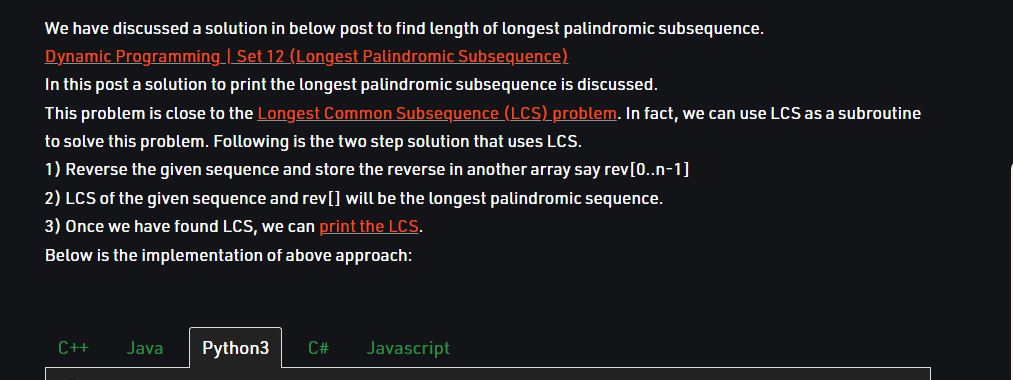 We have discussed a solution in below post to find length of longest palindromic subsequence.
Dynamic Programming | Set 12 (Longest Palindromic Subsequence)
In this post a solution to print the longest palindromic subsequence is discussed.
This problem is close to the Longest Common Subsequence (LCS) problem. In fact, we can use LCS as a subroutine
to solve this problem. Following is the two step solution that uses LCS.
1) Reverse the given sequence and store the reverse in another array say rev[0..n-1]
2) LCS of the given sequence and rev[] will be the longest palindromic sequence.
3) Once we have found LCS, we can print the LCS.
Below is the implementation of above approach:
C++ Java Python3 C# Javascript